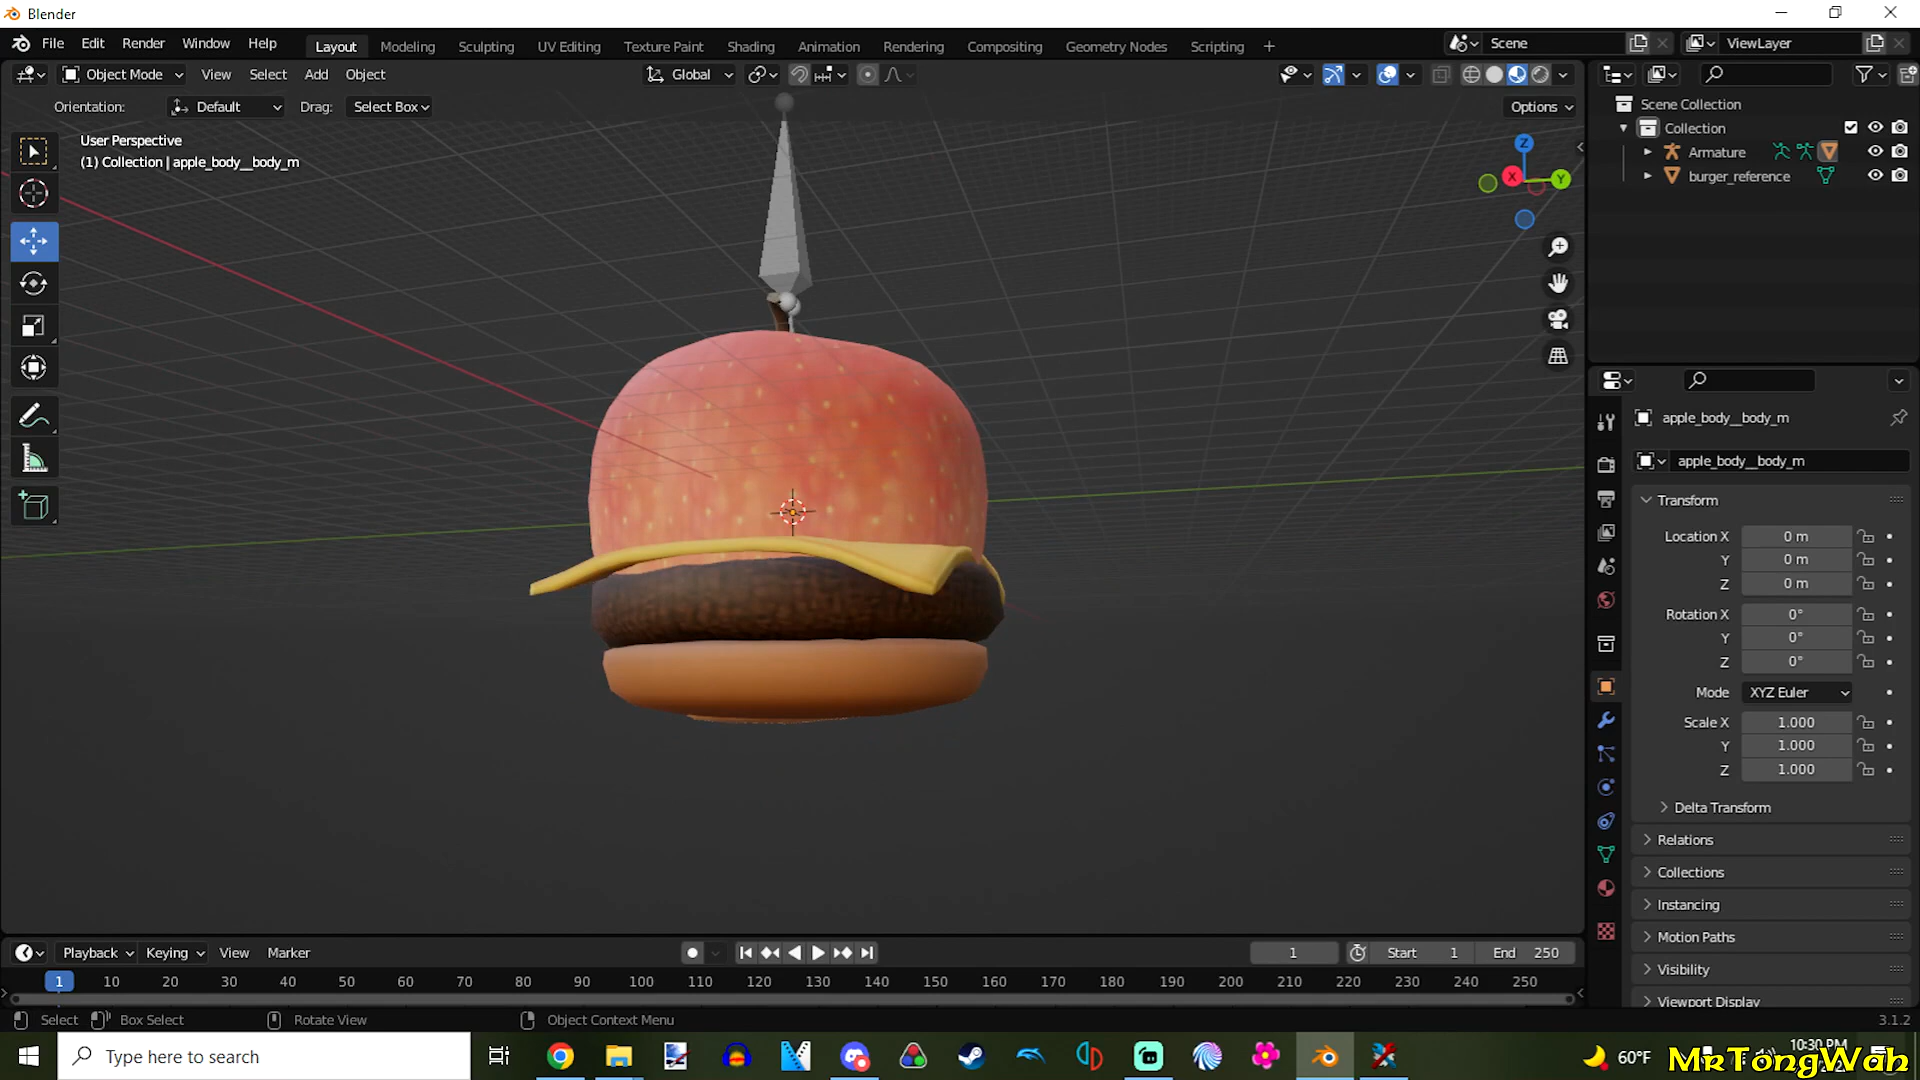 Blender
File Edit Render Window Help
Layout Modeling Sculpting UV Editing Texture Paint Shading Animation Rendering Compositing Geometry Nodes Scripting +
Scene
ViewLayer
Object Mode View Select Add Object
Global
Orientation: Default Drag: Select Box
Options
User Perspective
(1) Collection | apple_body__body_m
Z
X
Y
Scene Collection
Collection
Armature
burger_reference
apple_body__body_m
apple_body__body_m
Transform
Location X 0 m
Y 0 m
Z 0 m
Rotation X 0°
Y 0°
Z 0°
Mode XYZ Euler
Scale X 1.000
Y 1.000
Z 1.000
Delta Transform
Relations
Collections
Instancing
Motion Paths
Visibility
Viewport Display
Playback Keying View Marker
1 Start 1 End 250
1 10 20 30 40 50 60 70 80 90 100 110 120 130 140 150 160 170 180 190 200 210 220 230 240 250
Select Box Select Rotate View Object Context Menu
3.1.2
Type here to search
60°F
10:30 PM
MrTongWah